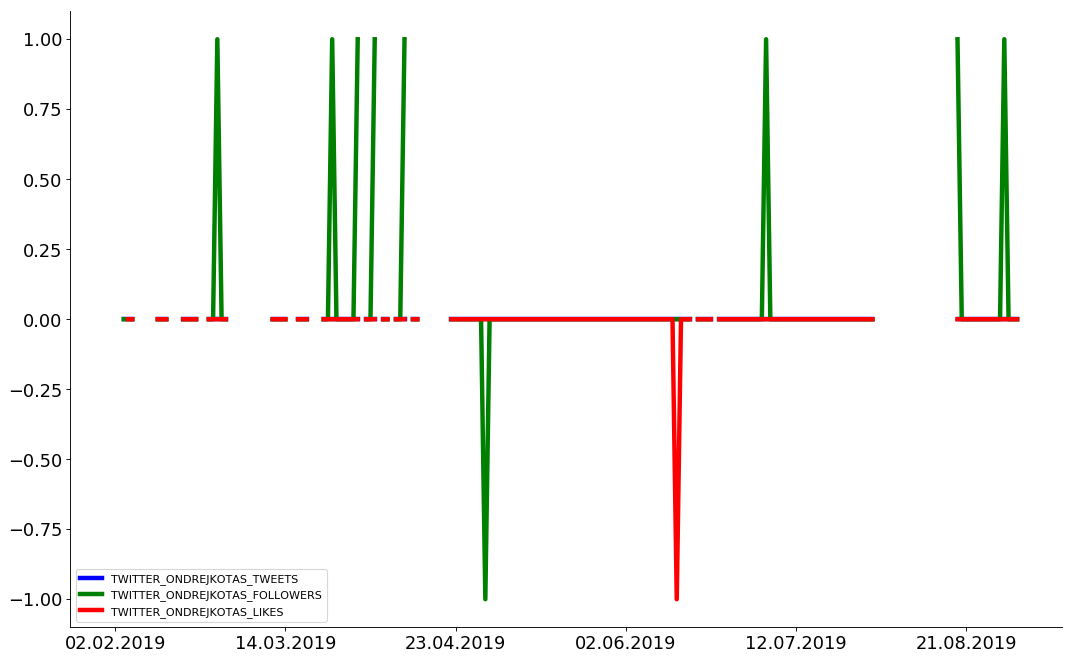 1.00
0.75
0.50
0.25
0.00
−0.25
−0.50
−0.75
−1.00
TWITTER_ONDREJKOTAS_TWEETS
TWITTER_ONDREJKOTAS_FOLLOWERS
TWITTER_ONDREJKOTAS_LIKES
02.02.2019 14.03.2019 23.04.2019 02.06.2019 12.07.2019 21.08.2019